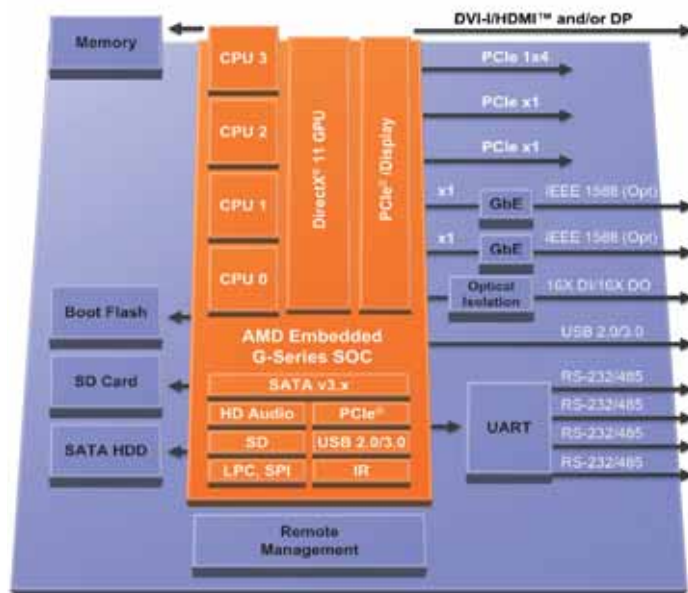 DVI-I/HDMI™ and/or DP
Memory
CPU 3
CPU 2
CPU 1
CPU 0
DirectX® 11 GPU
PCIe® /Display
PCIe 1x4
PCIe x1
PCIe x1
x1
GbE
IEEE 1588 (Opt)
x1
GbE
IEEE 1588 (Opt)
Optical
Isolation
16X DI/16X DO
Boot Flash
AMD Embedded
G-Series SOC
USB 2.0/3.0
SD Card
SATA v3.x
HD Audio
PCIe®
SD
USB 2.0/3.0
LPC, SPI
IR
SATA HDD
UART
RS-232/485
RS-232/485
RS-232/485
RS-232/485
Remote
Management